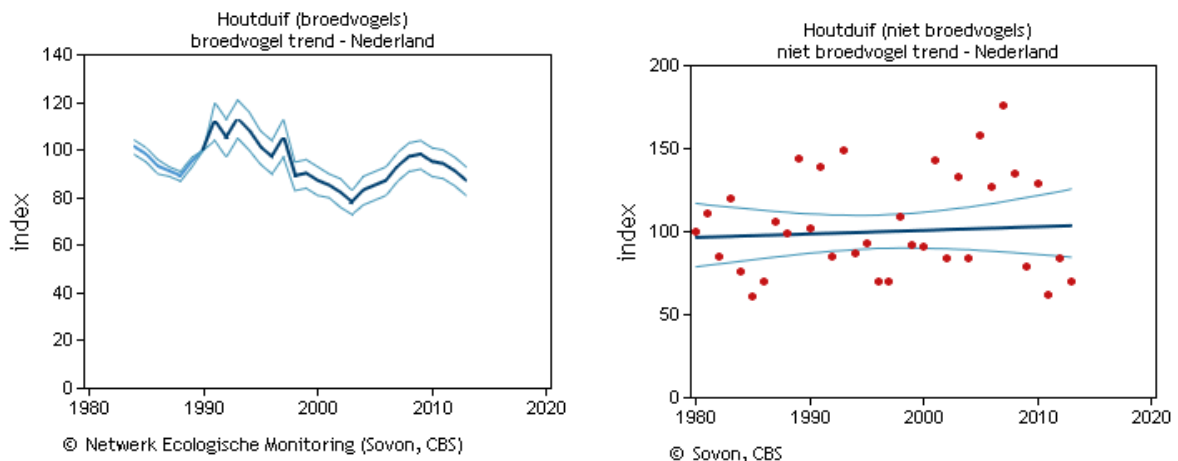 Houtduif (broedvogels)
broedvogel trend - Nederland
140
120
100
80
60
40
20
0
index
1980
1990
2000
2010
2020
© Netwerk Ecologische Monitoring (Sovon, CBS)
Houtduif (niet broedvogels)
niet broedvogel trend - Nederland
200
150
100
50
0
index
1980
1990
2000
2010
2020
© Sovon, CBS